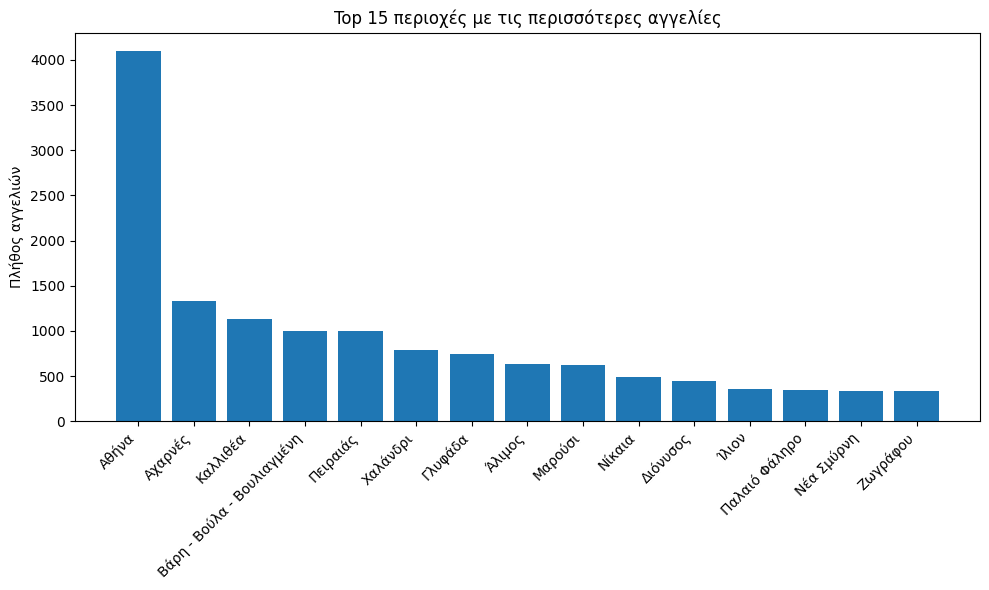 Top 15 περιοχές με τις περισσότερες αγγελίες
Πλήθος αγγελιών
4000
3500
3000
2500
2000
1500
1000
500
0
Αθήνα
Αχαρνές
Καλλιθέα
Βάρη - Βούλα - Βουλιαγμένη
Πειραιάς
Χαλάνδρι
Γλυφάδα
Άλιμος
Μαρούσι
Νίκαια
Διόνυσος
Ίλιον
Παλαιό Φάληρο
Νέα Σμύρνη
Ζωγράφου